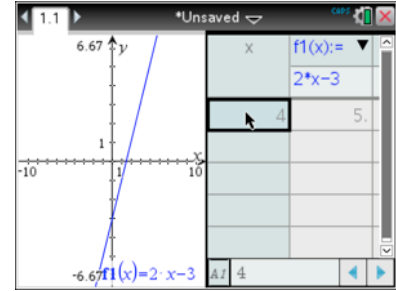 1.1
*Unsaved
CAPS
6.67
y
x
1
-10
1
10
-6.67
f1(x)=2·x-3
x
f1(x):=
2*x-3
4
5.
A1
4